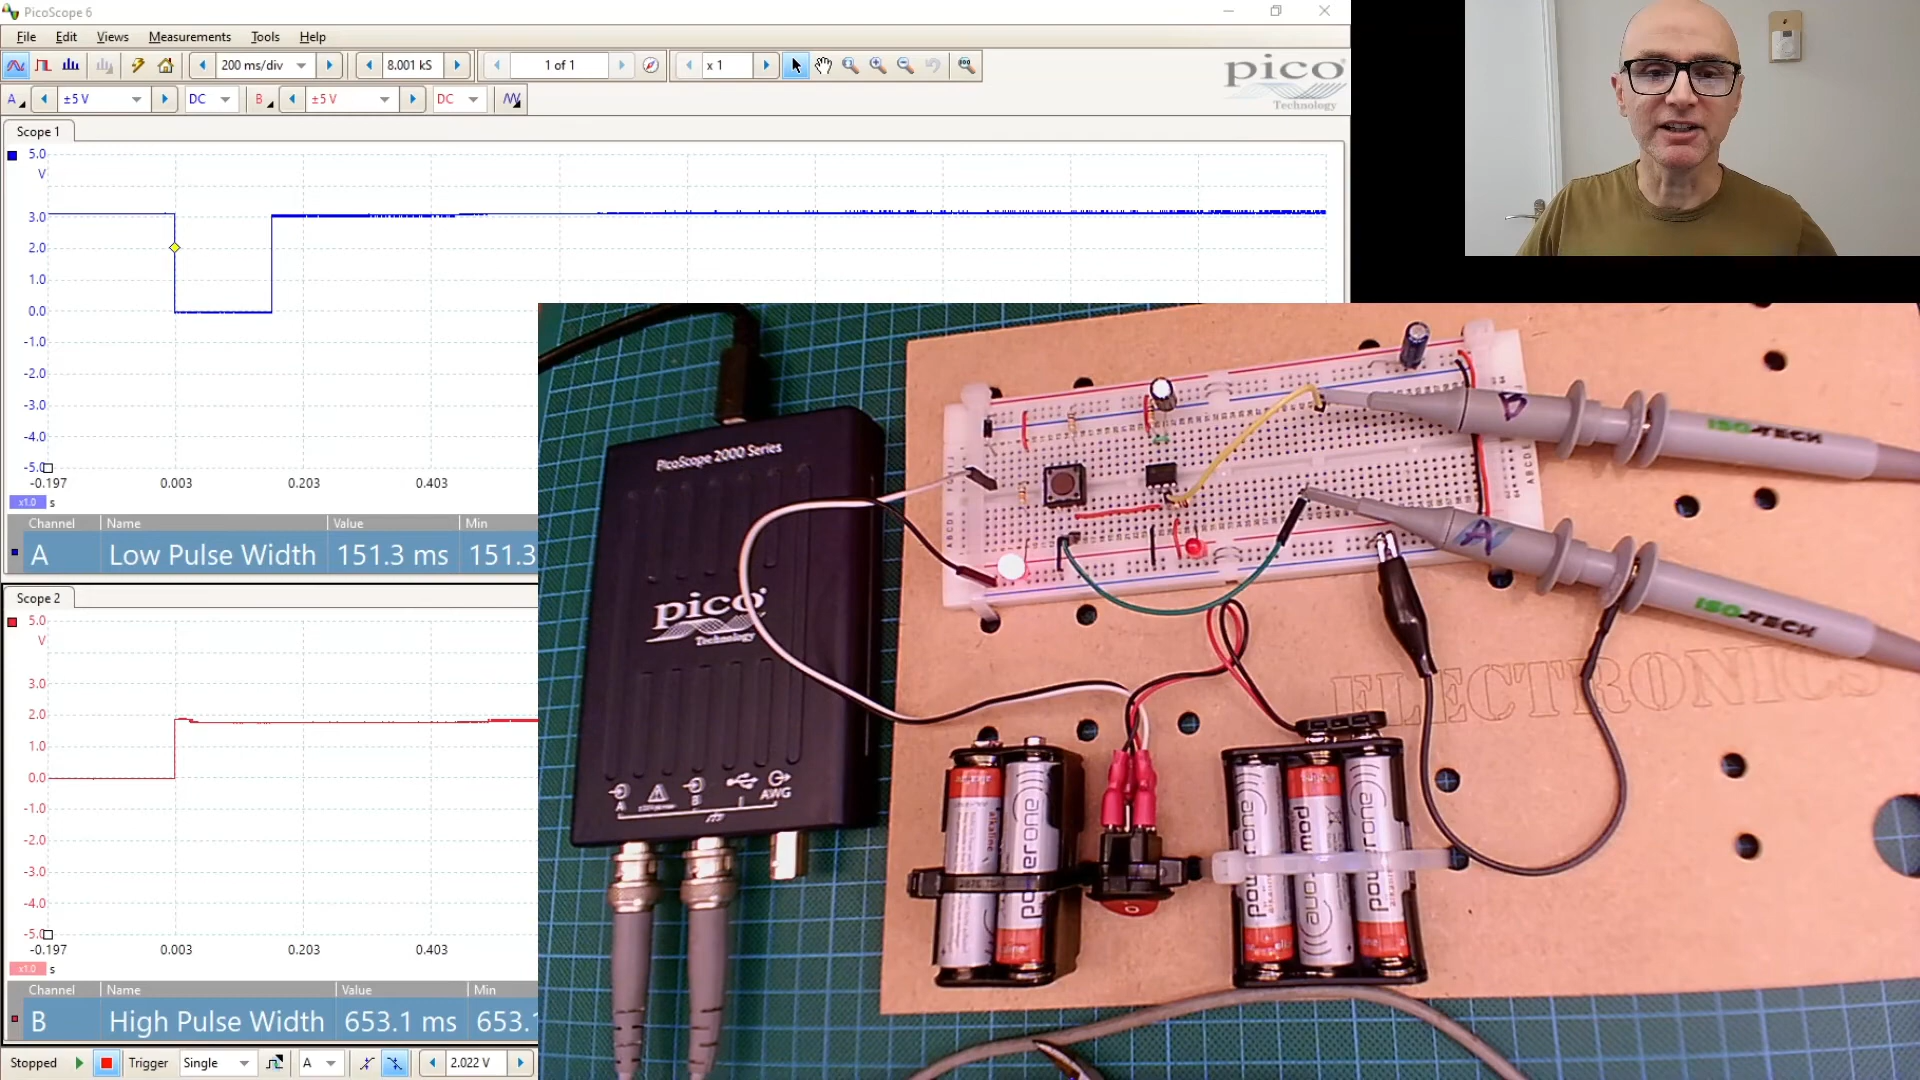 PicoScope 6
File Edit Views Measurements Tools Help
200 ms/div 8.001 kS 1 of 1 x 1
pico
Technology
A ±5 V DC B ±5 V DC
Scope 1
5.0
V
3.0
2.0
1.0
0.0
-1.0
-2.0
-3.0
-4.0
-5.0
-0.197 0.003 0.203 0.403
x1.0 s
Channel Name Value Min
A Low Pulse Width 151.3 ms 151.3
Scope 2
5.0
V
3.0
2.0
1.0
0.0
-1.0
-2.0
-3.0
-4.0
-5.0
-0.197 0.003 0.203 0.403
x1.0 s
Channel Name Value Min
B High Pulse Width 653.1 ms 653.1
Stopped Trigger Single A 2.022 V
PicoScope 2000 Series
pico
Technology
A B AWG
ISO-TECH
A
ISO-TECH
ELECTRONICS
powerone
powerone
powerone
powerone